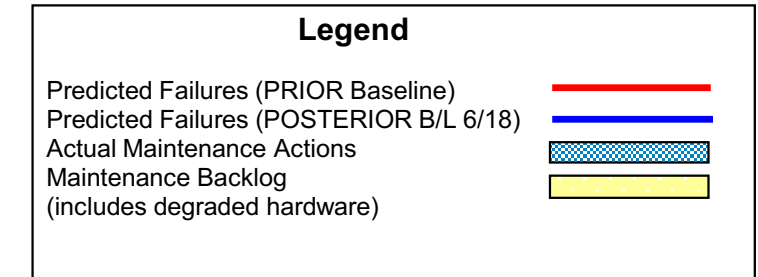 Legend
Predicted Failures (PRIOR Baseline)
Predicted Failures (POSTERIOR B/L 6/18)
Actual Maintenance Actions
Maintenance Backlog
(includes degraded hardware)